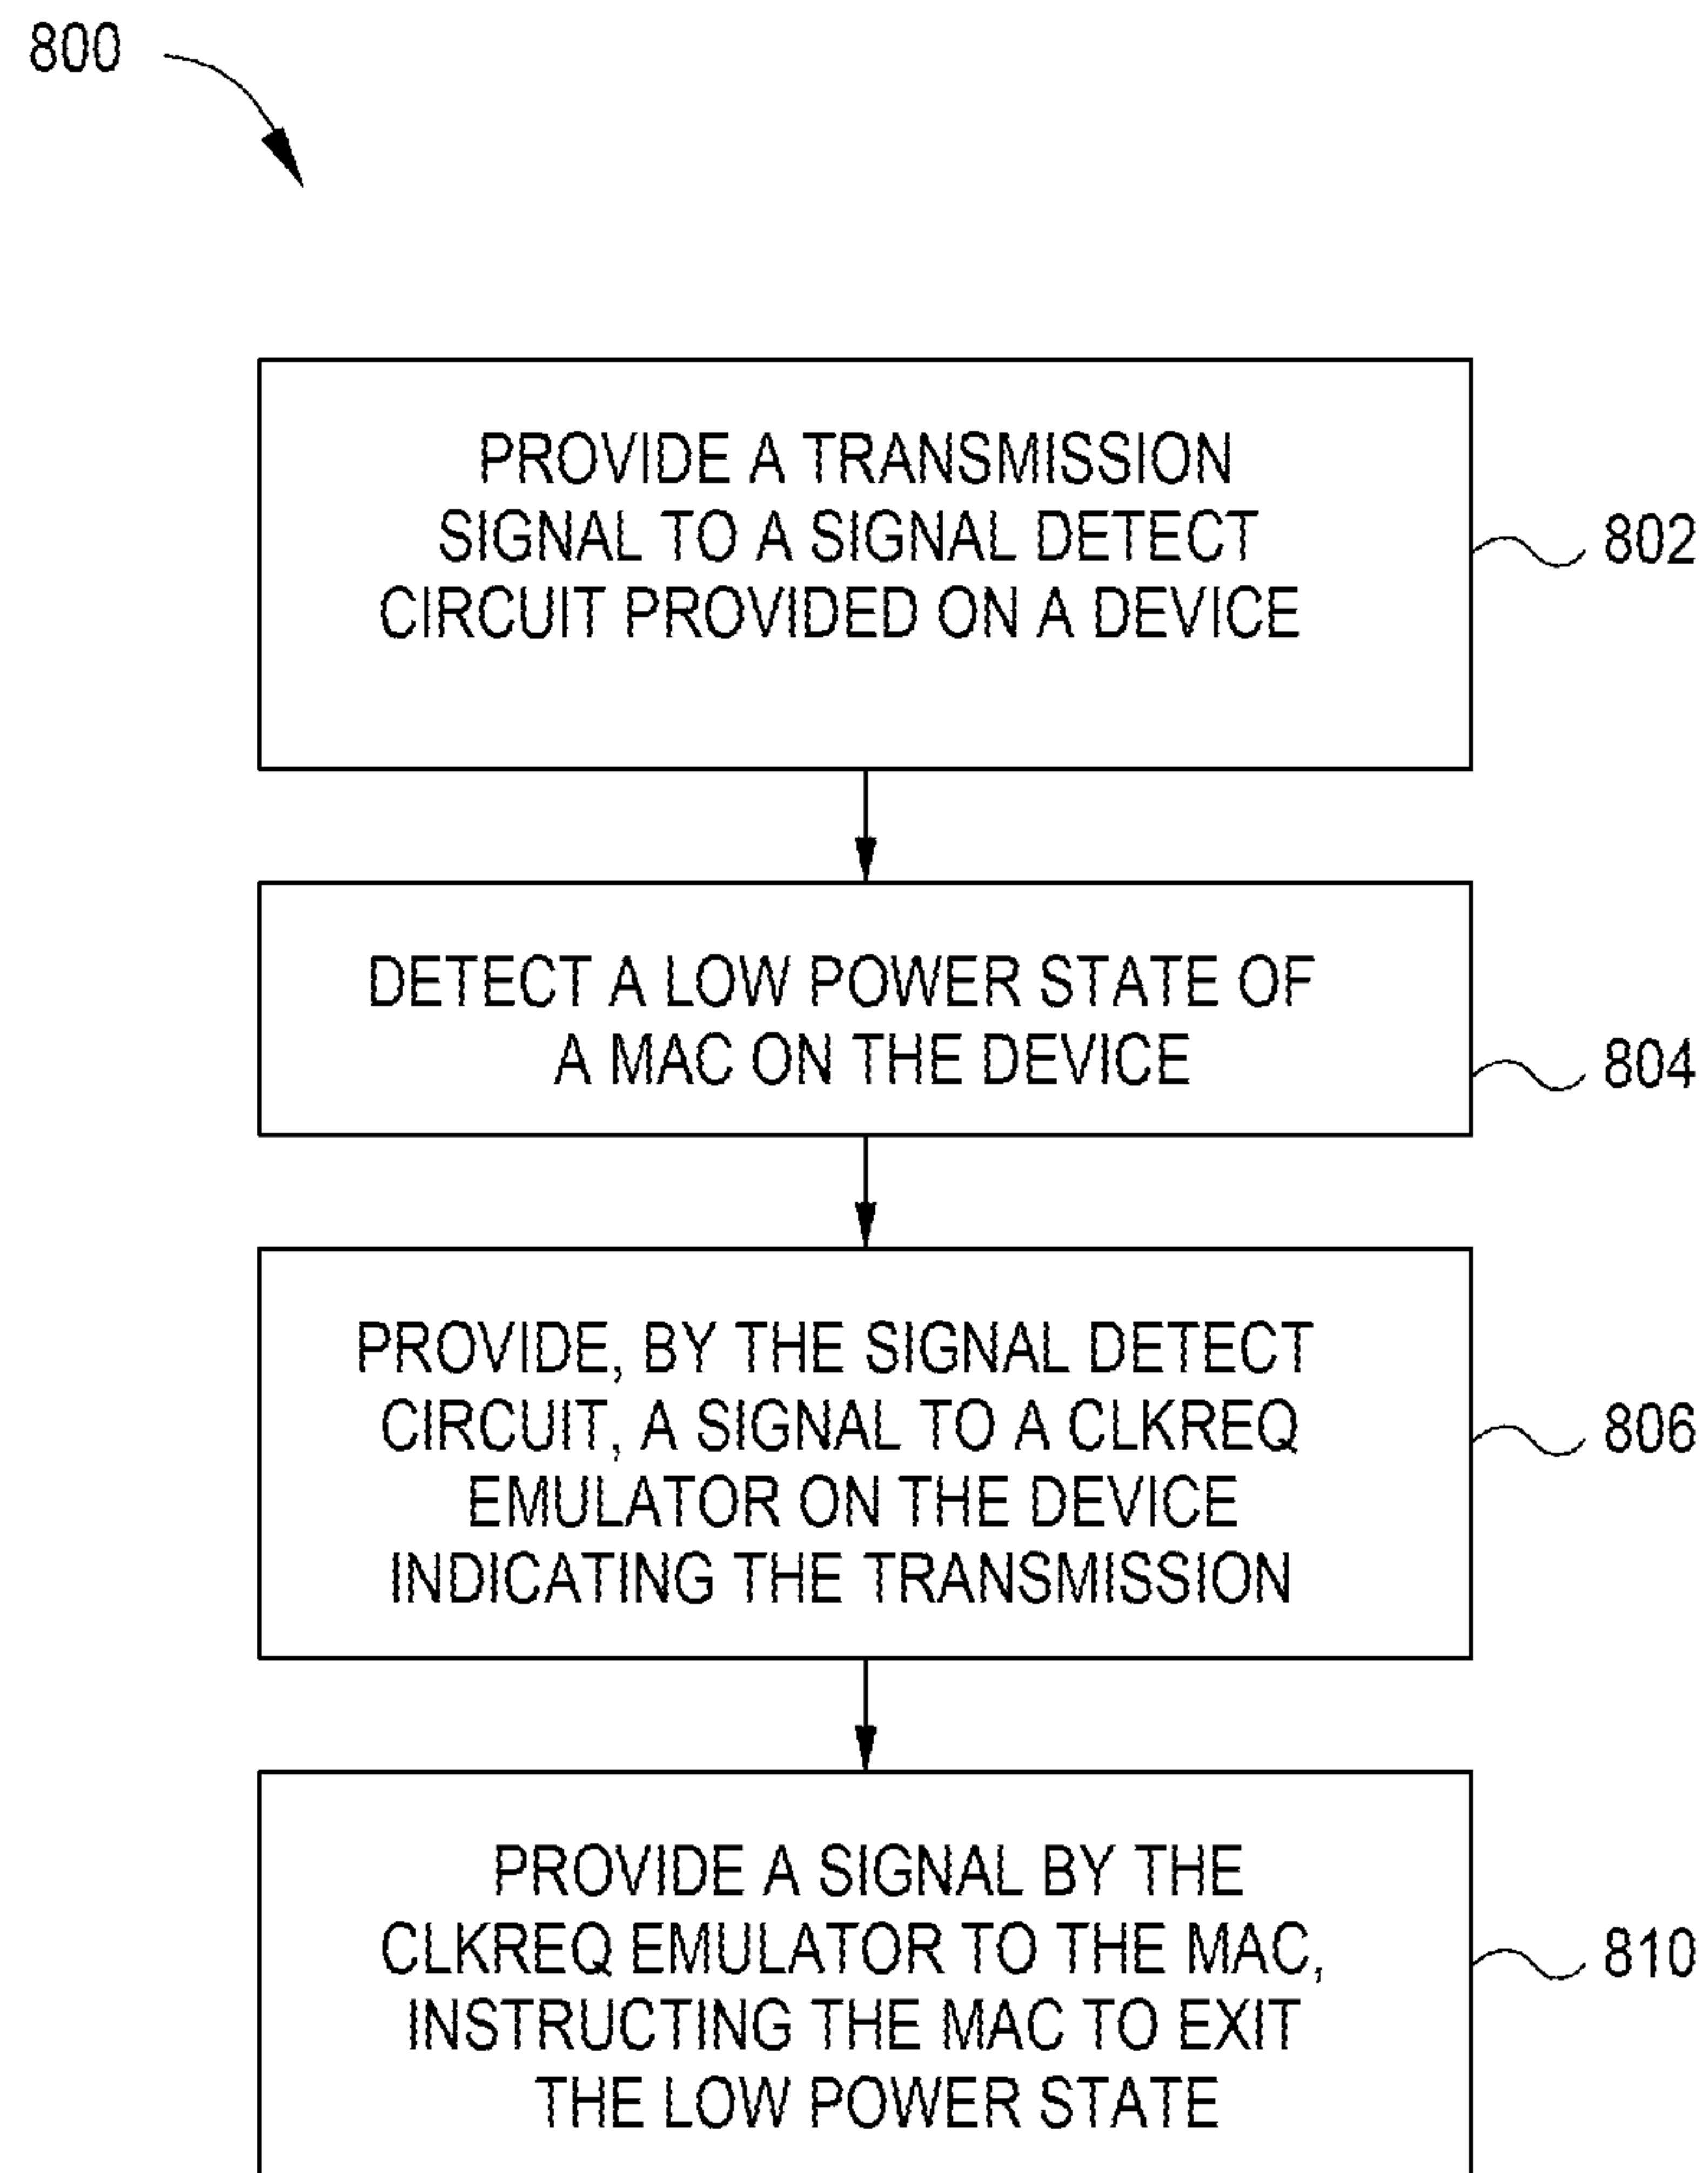 800
PROVIDE A TRANSMISSION
SIGNAL TO A SIGNAL DETECT
CIRCUIT PROVIDED ON A DEVICE
802
DETECT A LOW POWER STATE OF
A MAC ON THE DEVICE
804
PROVIDE, BY THE SIGNAL DETECT
CIRCUIT, A SIGNAL TO A CLKREQ
EMULATOR ON THE DEVICE
INDICATING THE TRANSMISSION
806
PROVIDE A SIGNAL BY THE
CLKREQ EMULATOR TO THE MAC,
INSTRUCTING THE MAC TO EXIT
THE LOW POWER STATE
810